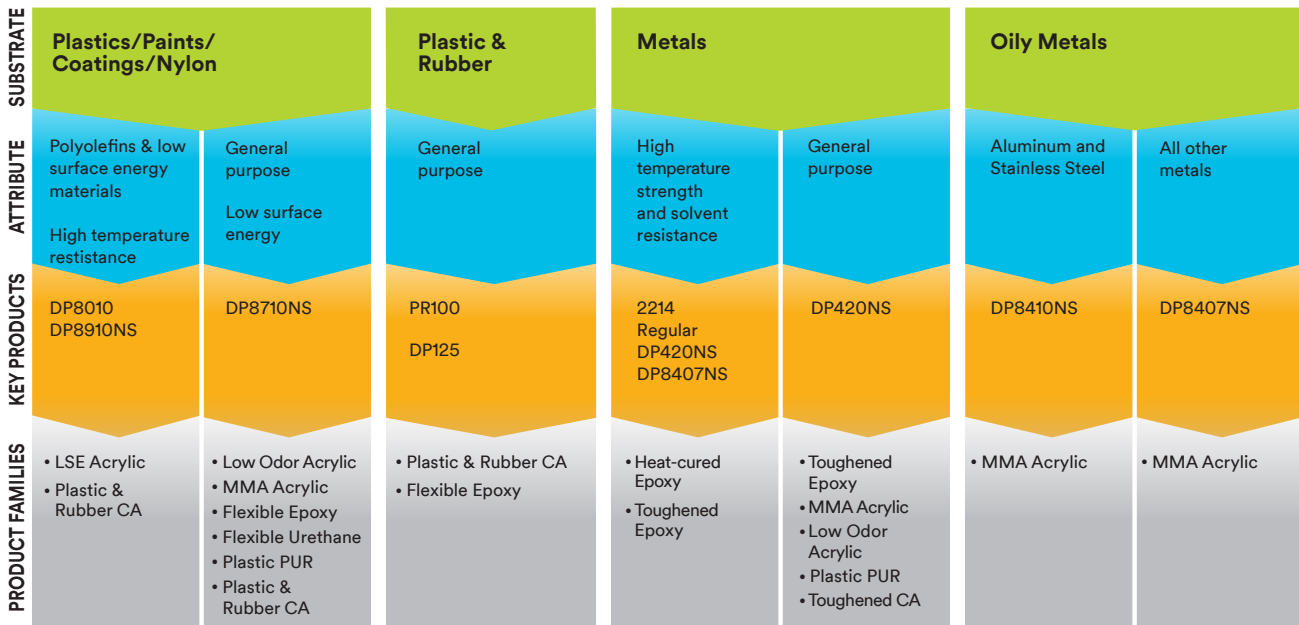 SUBSTRATE
Plastics/Paints/
Coatings/Nylon
Plastic &
Rubber
Metals
Oily Metals
ATTRIBUTE
Polyolefins & low
surface energy
materials
High temperature
restistance
General
purpose
Low surface
energy
General
purpose
High
temperature
strength
and solvent
resistance
General
purpose
Aluminum and
Stainless Steel
All other
metals
KEY PRODUCTS
DP8010
DP8910NS
DP8710NS
PR100
DP125
2214
Regular
DP420NS
DP8407NS
DP420NS
DP8410NS
DP8407NS
PRODUCT FAMILIES
• LSE Acrylic
• Plastic &
Rubber CA
• Low Odor Acrylic
• MMA Acrylic
• Flexible Epoxy
• Flexible Urethane
• Plastic PUR
• Plastic &
Rubber CA
• Plastic & Rubber CA
• Flexible Epoxy
• Heat-cured
Epoxy
• Toughened
Epoxy
• Toughened
Epoxy
• MMA Acrylic
• Low Odor
Acrylic
• Plastic PUR
• Toughened CA
• MMA Acrylic
• MMA Acrylic